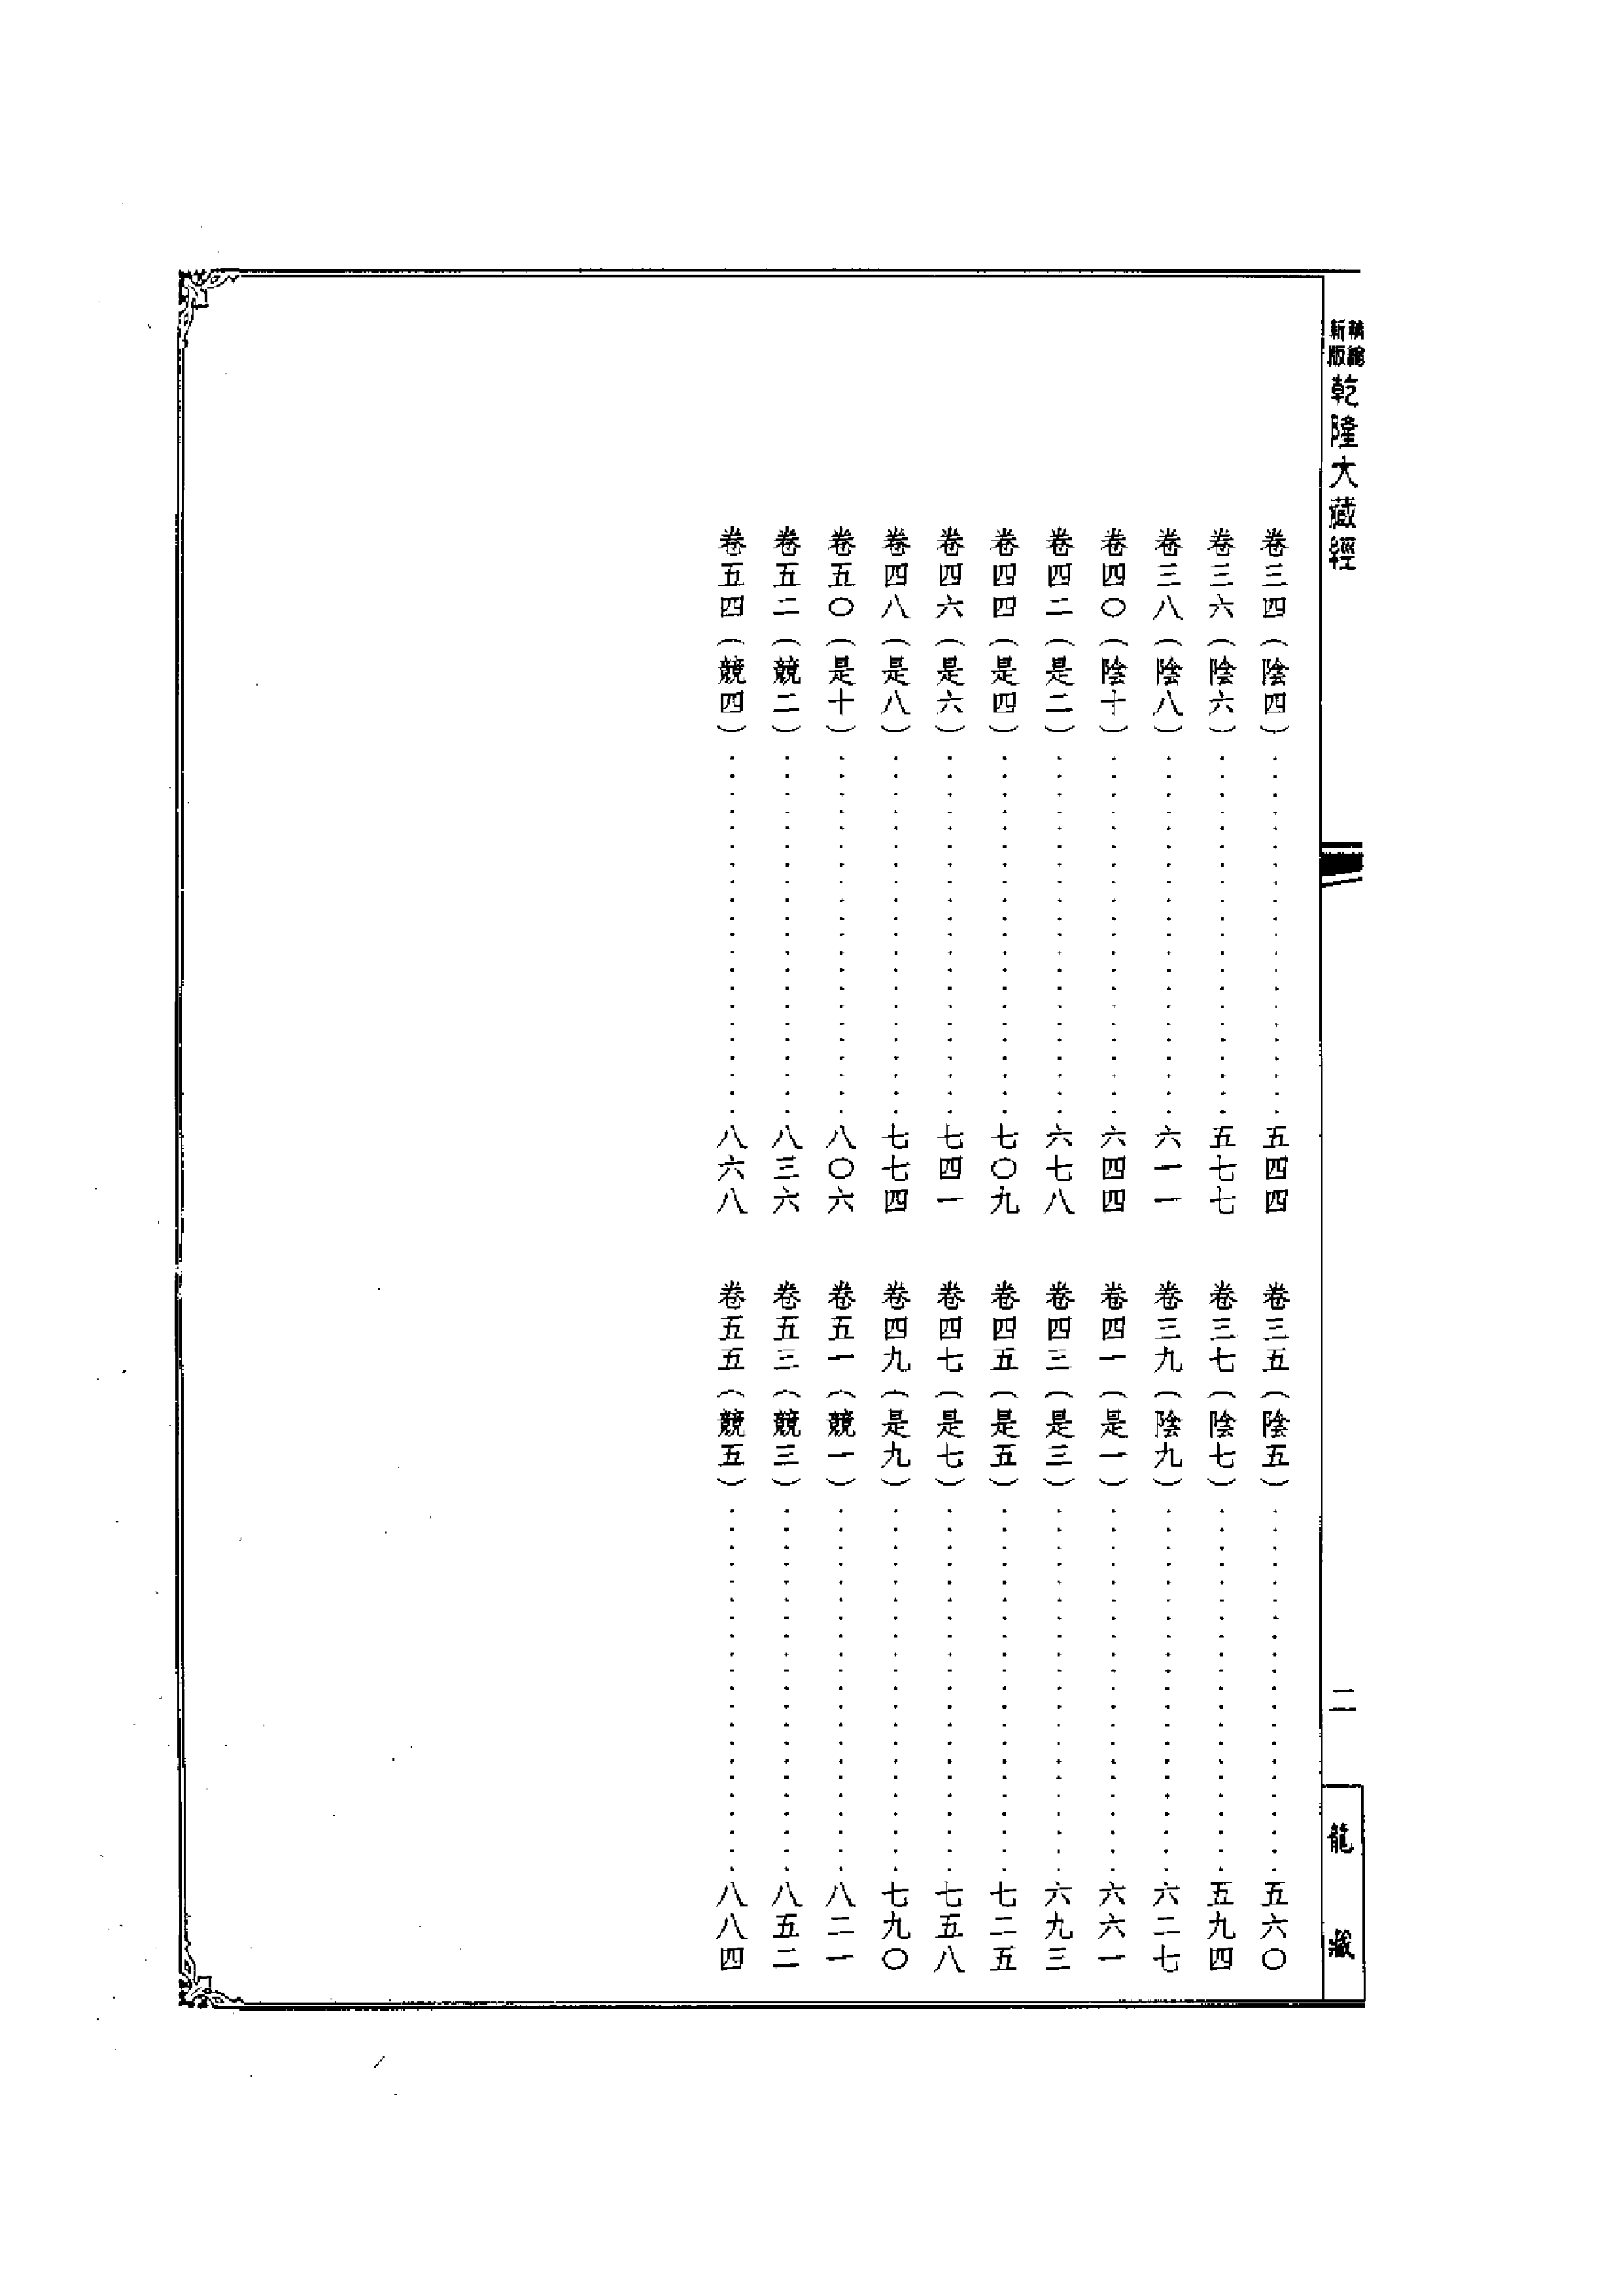 新版
乾隆大藏經
二
龍藏
卷三四(陰四)⋯⋯五四四
卷三五(陰五)⋯⋯五六〇
卷三六(陰六)⋯⋯五七七
卷三七(陰七)⋯⋯五九四
卷三八(陰八)⋯⋯六一一
卷三九(陰九)⋯⋯六二七
卷四〇(陰十)⋯⋯六四四
卷四一(是一)⋯⋯六六一
卷四二(是二)⋯⋯六七八
卷四三(是三)⋯⋯六九三
卷四四(是四)⋯⋯七〇九
卷四五(是五)⋯⋯七二五
卷四六(是六)⋯⋯七四一
卷四七(是七)⋯⋯七五八
卷四八(是八)⋯⋯七七四
卷四九(是九)⋯⋯七九〇
卷五〇(是十)⋯⋯八〇六
卷五一(競一)⋯⋯八二一
卷五二(競二)⋯⋯八三六
卷五三(競三)⋯⋯八五二
卷五四(競四)⋯⋯八六八
卷五五(競五)⋯⋯八八四